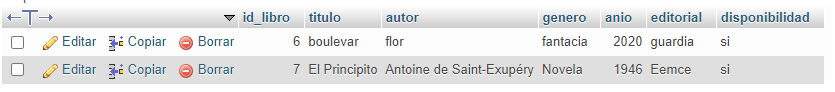 id_libro titulo autor genero anio editorial disponibilidad
Editar Copiar Borrar 6 boulevar flor fantacia 2020 guardia si
Editar Copiar Borrar 7 El Principito Antoine de Saint-Exupéry Novela 1946 Eemce si